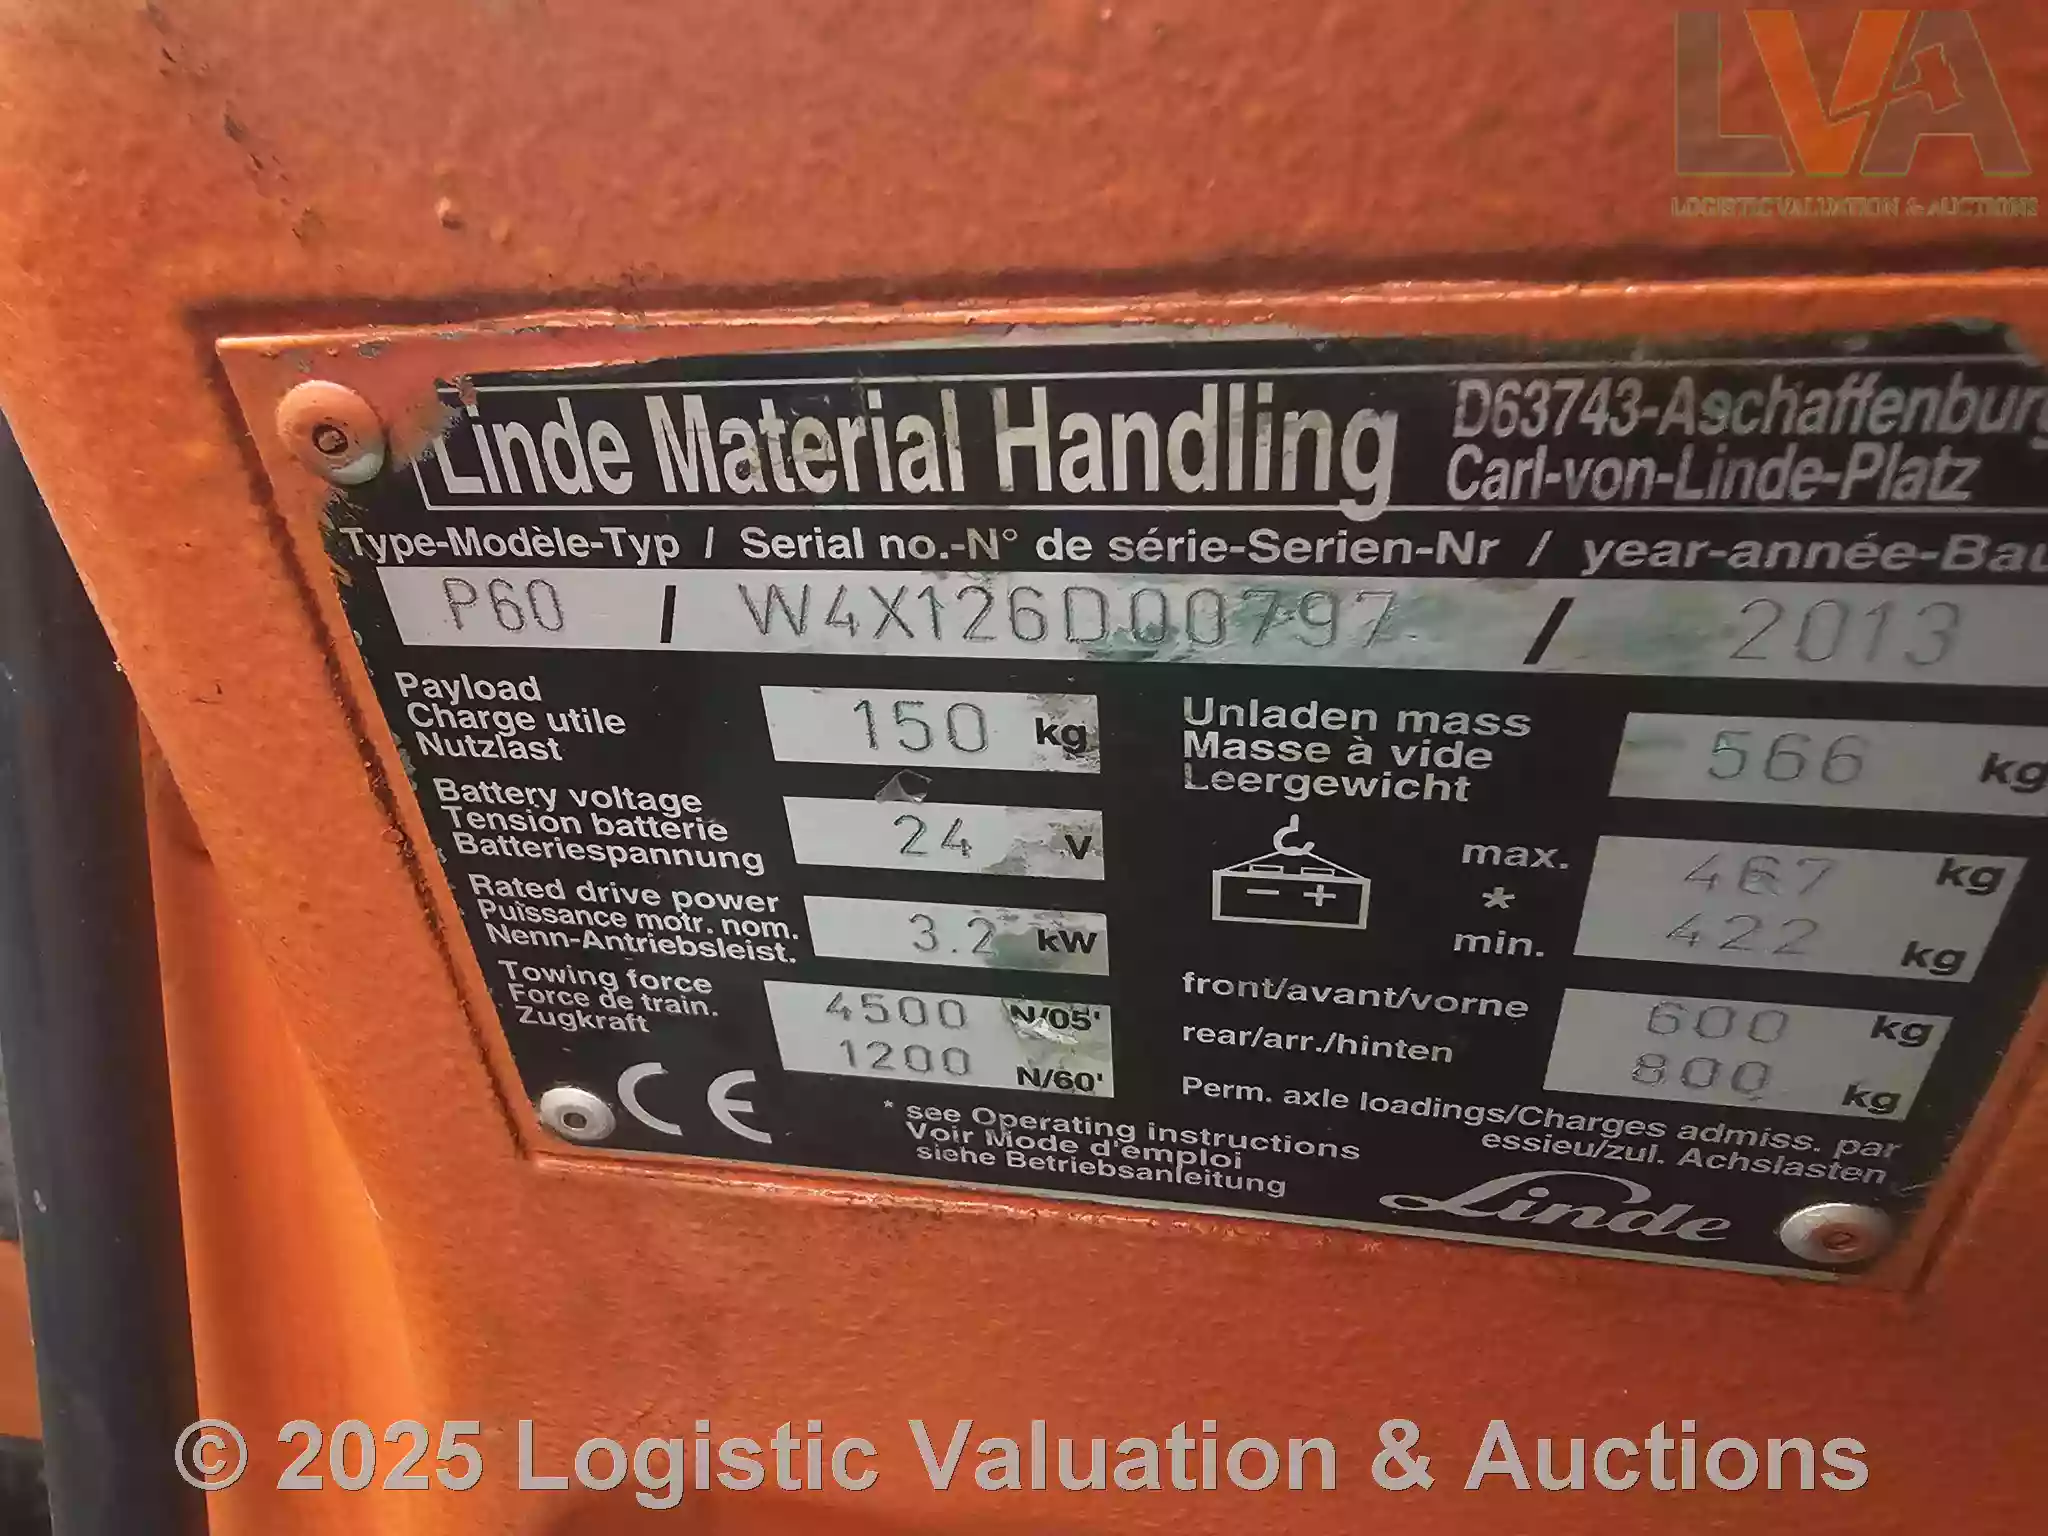 LVA
LOGISTIC VALUATION & AUCTIONS
Linde Material Handling
D63743-Aschaffenburg
Carl-von-Linde-Platz
Type-Modèle-Typ / Serial no.-N° de série-Serien-Nr / year-année-Bau
P60 / W4X126D00797 / 2013
Payload
Charge utile
Nutzlast
150 kg
Unladen mass
Masse à vide
Leergewicht
566 kg
Battery voltage
Tension batterie
Batteriespannung
24 V
max. 467 kg
*
min. 422 kg
- +
Rated drive power
Puissance motr. nom.
Nenn-Antriebsleist.
3.2 kW
Towing force
Force de train.
Zugkraft
4500 N/05'
1200 N/60'
front/avant/vorne 600 kg
rear/arr./hinten 800 kg
Perm. axle loadings/Charges admiss. par
essieu/zul. Achslasten
CE
* see Operating instructions
Voir Mode d'emploi
siehe Betriebsanleitung
Linde
© 2025 Logistic Valuation & Auctions